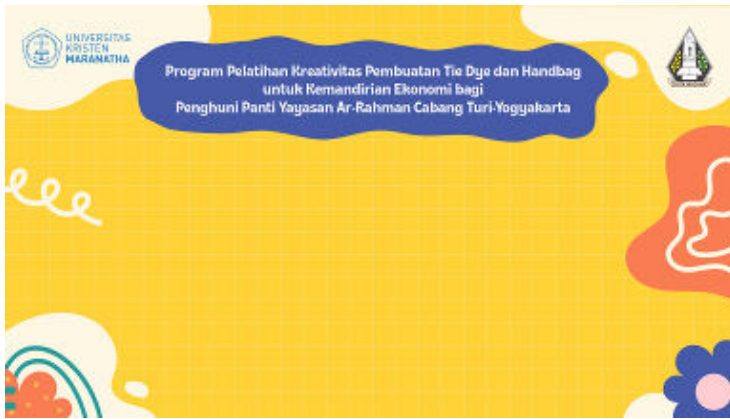 UNIVERSITAS
KRISTEN
MARANATHA
Program Pelatihan Kreativitas Pembuatan Tie Dye dan Handbag
untuk Kemandirian Ekonomi bagi
Penghuni Panti Yayasan Ar-Rahman Cabang Turi-Yogyakarta